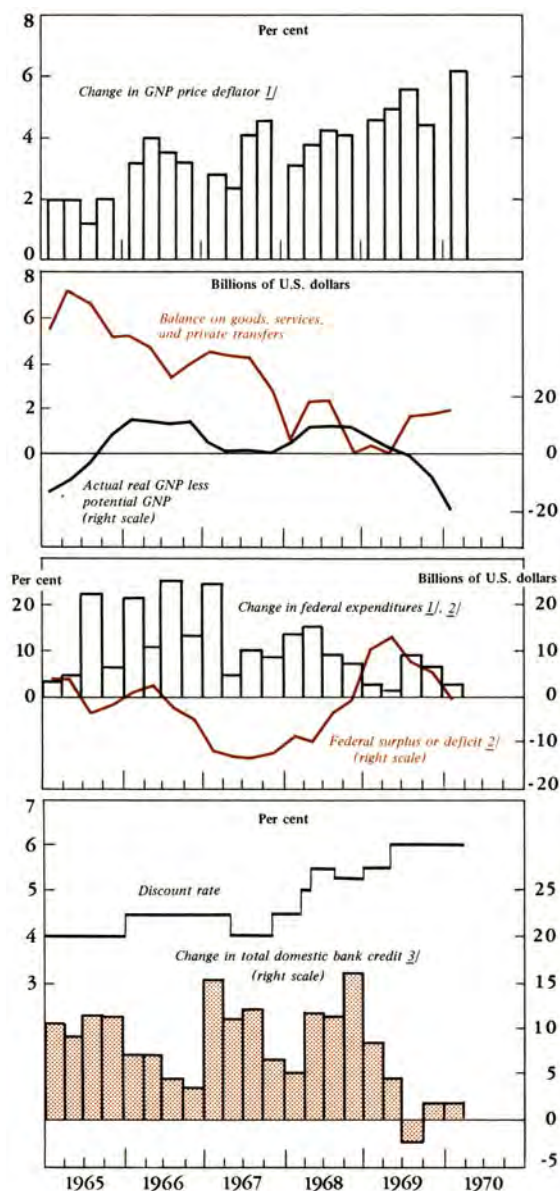 Per cent
8
6
4
2
0
Change in GNP price deflator 1/
Billions of U.S. dollars
8
6
4
2
0
20
0
-20
Balance on goods, services,
and private transfers
Actual real GNP less
potential GNP
(right scale)
Per cent
Billions of U.S. dollars
20
10
0
20
10
0
-10
-20
Change in federal expenditures 1/, 2/
Federal surplus or deficit 2/
(right scale)
Per cent
7
6
5
4
3
25
20
15
10
5
0
-5
Discount rate
Change in total domestic bank credit 3/
(right scale)
1965 1966 1967 1968 1969 1970